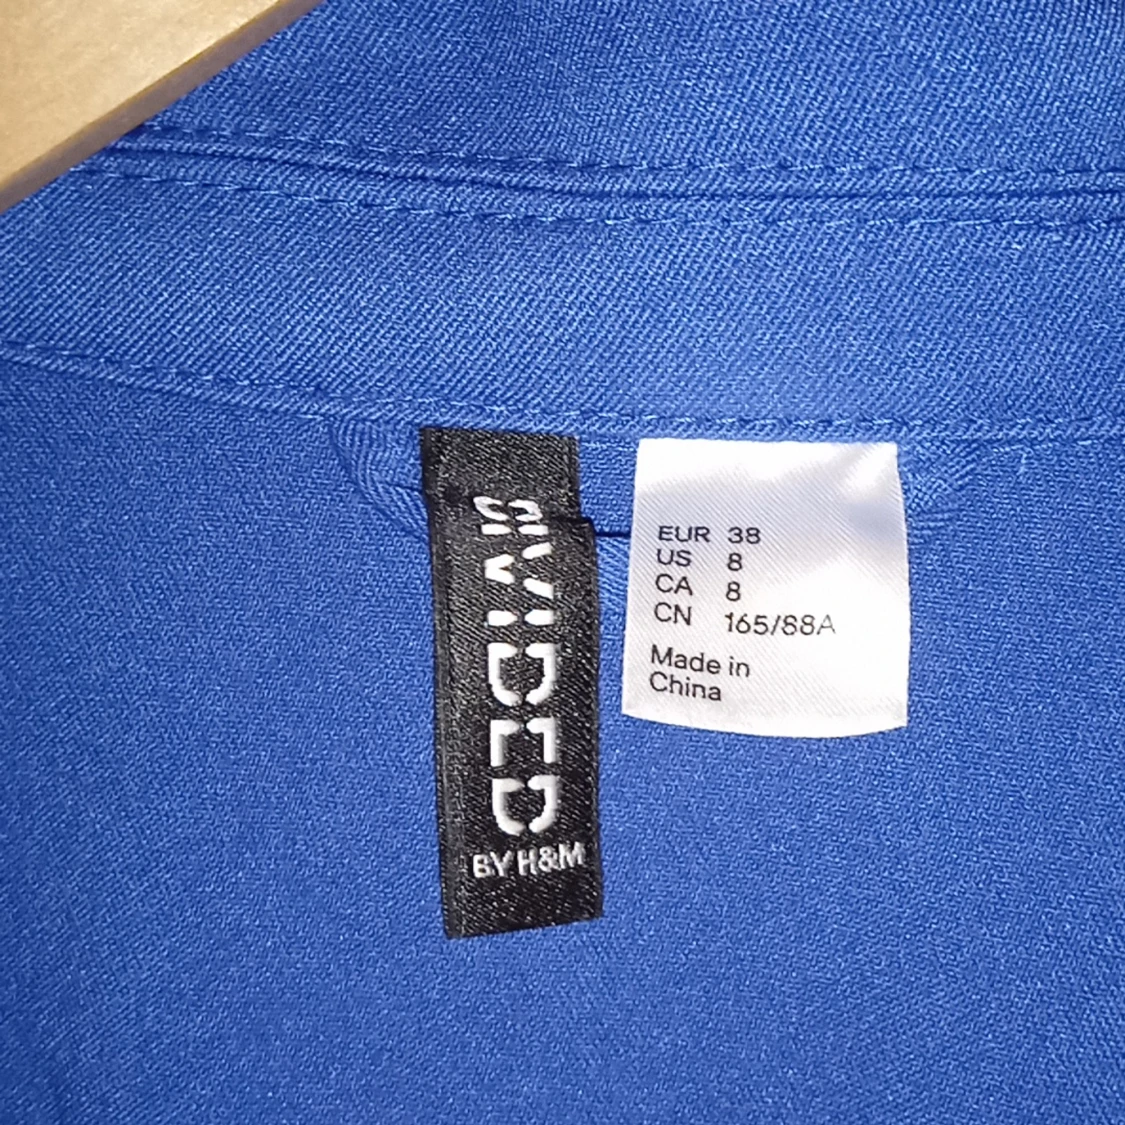 DIVIDED
BY H&M
EUR 38
US 8
CA 8
CN 165/88A
Made in
China